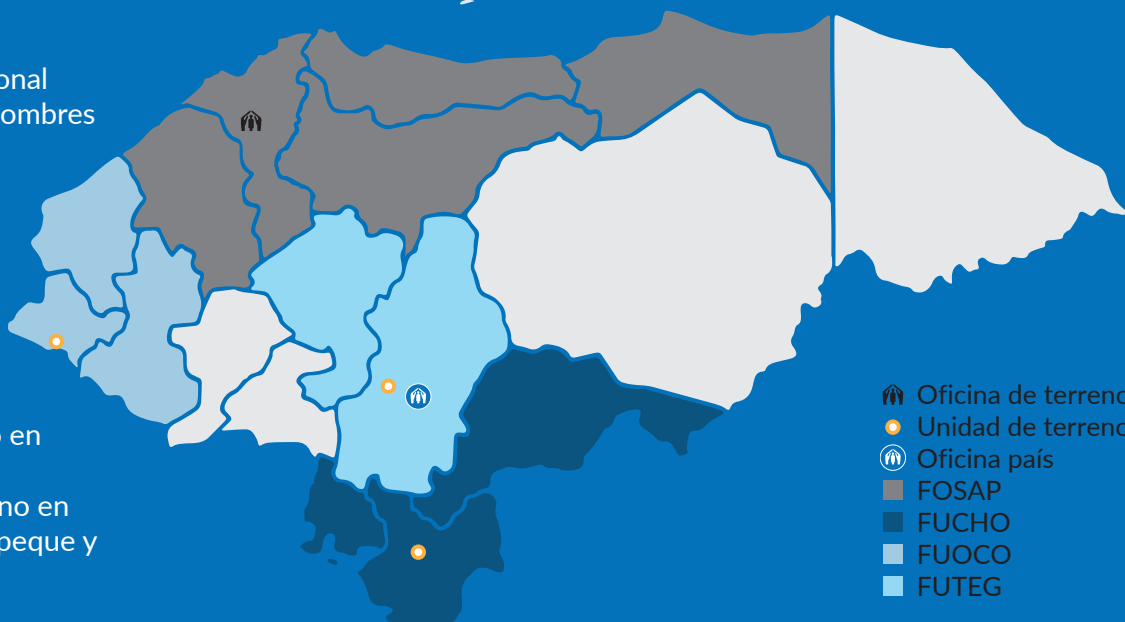 onal
ombres
en
no en
peque y
Oficina de terreno
Unidad de terreno
Oficina país
FOSAP
FUCHO
FUOCO
FUTEG